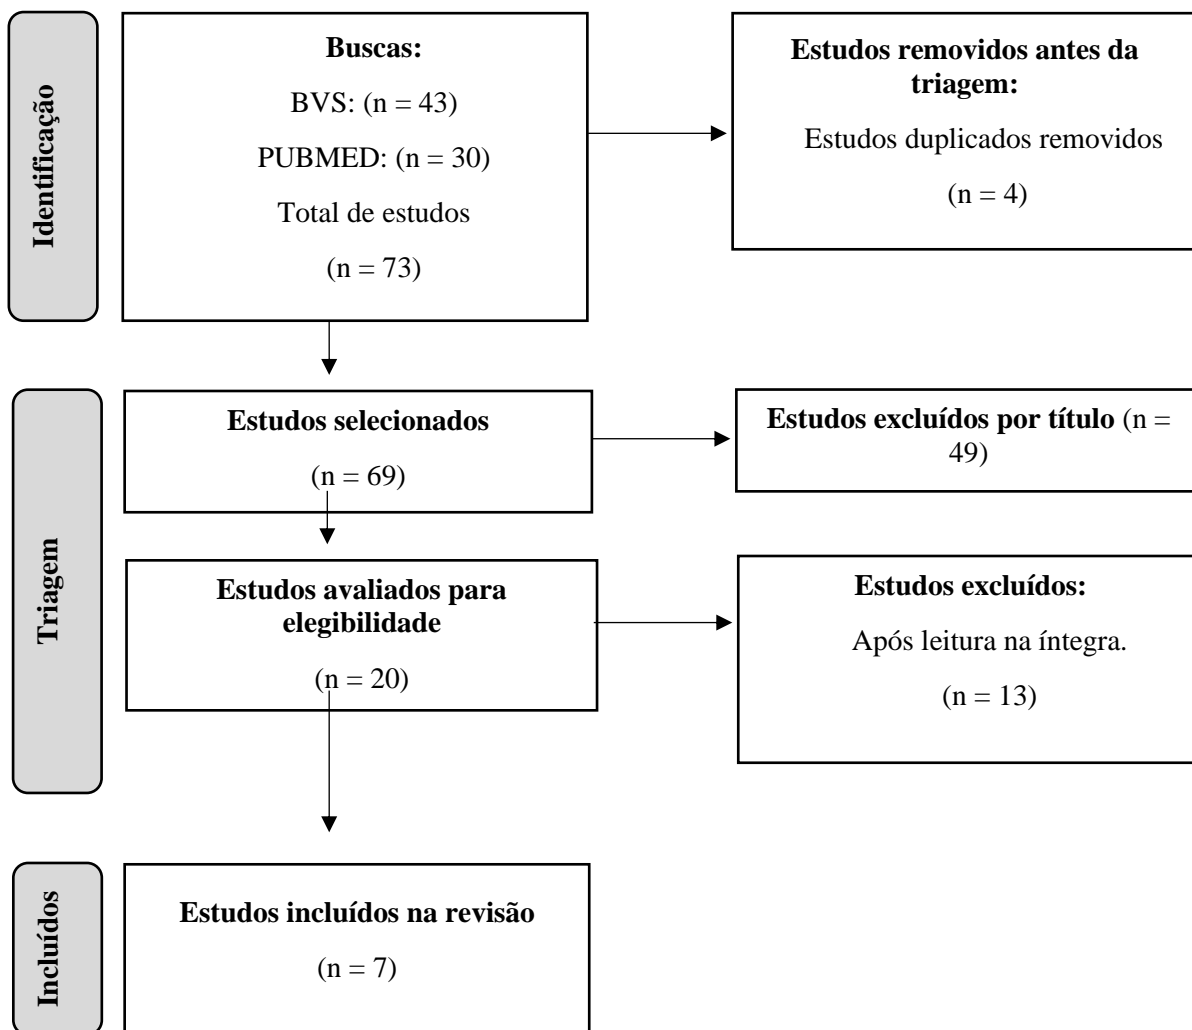 Identificação
Buscas:
BVS: (n = 43)
PUBMED: (n = 30)
Total de estudos
(n = 73)
Estudos removidos antes da
triagem:
Estudos duplicados removidos
(n = 4)
Triagem
Estudos selecionados
(n = 69)
Estudos excluídos por título (n =
49)
Estudos avaliados para
elegibilidade
(n = 20)
Estudos excluídos:
Após leitura na íntegra.
(n = 13)
Incluídos
Estudos incluídos na revisão
(n = 7)